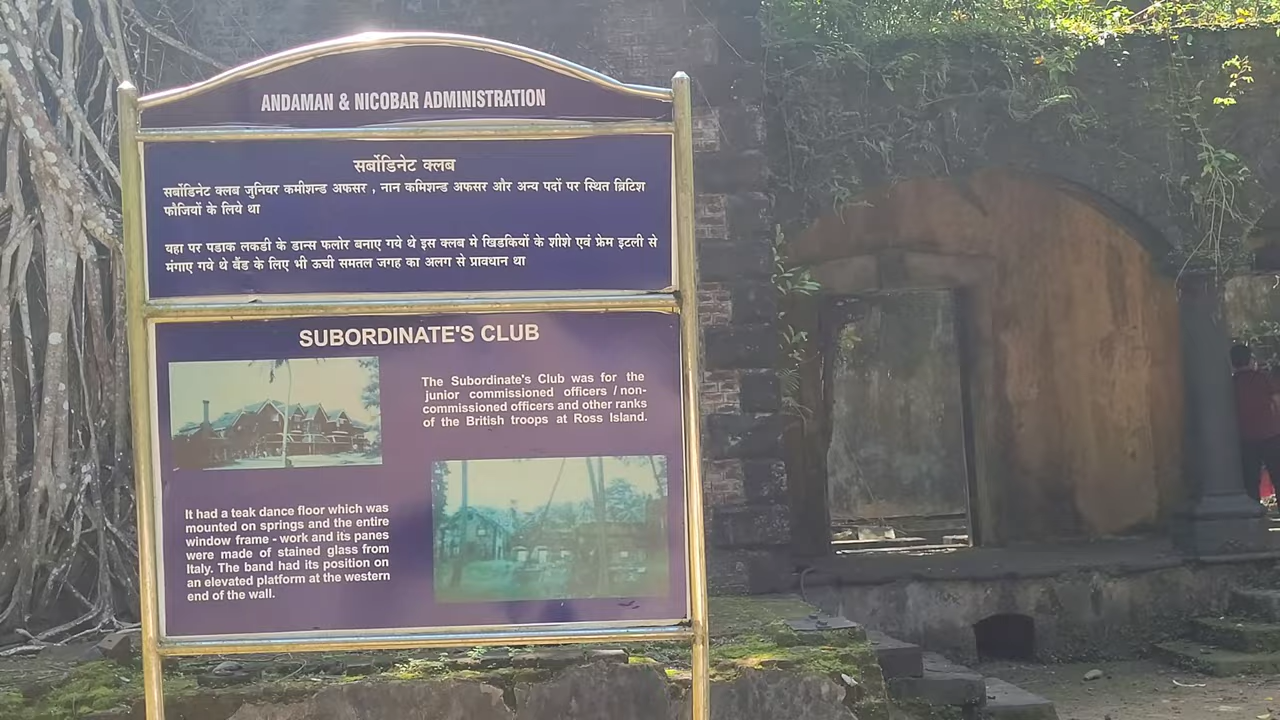 ANDAMAN & NICOBAR ADMINISTRATION
सर्बोडिनेट क्लब
सर्बोडिनेट क्लब जुनियर कमीशन्ड अफसर , नान कमिशन्ड अफसर और अन्य पदों पर स्थित ब्रिटिश
फौजियों के लिये था
यहा पर पडाक लकडी के डान्स फलोर बनाए गये थे इस क्लब मे खिडकियों के शीशे एवं फ्रेम इटली से
मंगाए गये थे बैंड के लिए भी ऊची समतल जगह का अलग से प्रावधान था
SUBORDINATE'S CLUB
The Subordinate's Club was for the
junior commissioned officers / non-
commissioned officers and other ranks
of the British troops at Ross Island.
It had a teak dance floor which was
mounted on springs and the entire
window frame - work and its panes
were made of stained glass from
Italy. The band had its position on
an elevated platform at the western
end of the wall.